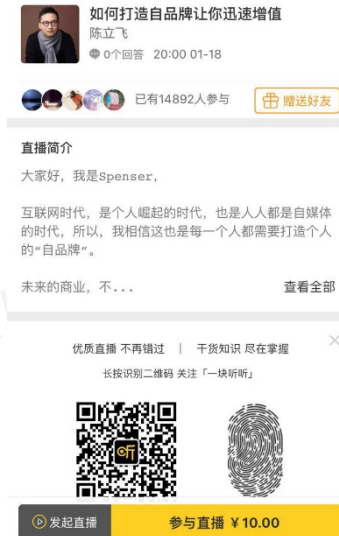 如何打造自品牌让你迅速增值
陈立飞
0个回答 20:00 01-18
已有14892人参与
赠送好友
直播简介
大家好，我是Spenser，
互联网时代，是个人崛起的时代，也是人人都是自媒体
的时代，所以，我相信这也是每一个人都需要打造个人
的“自品牌”。
未来的商业，不... 查看全部
优质直播 不再错过 | 干货知识 尽在掌握
长按识别二维码 关注「一块听听」
听
发起直播
参与直播 ￥10.00